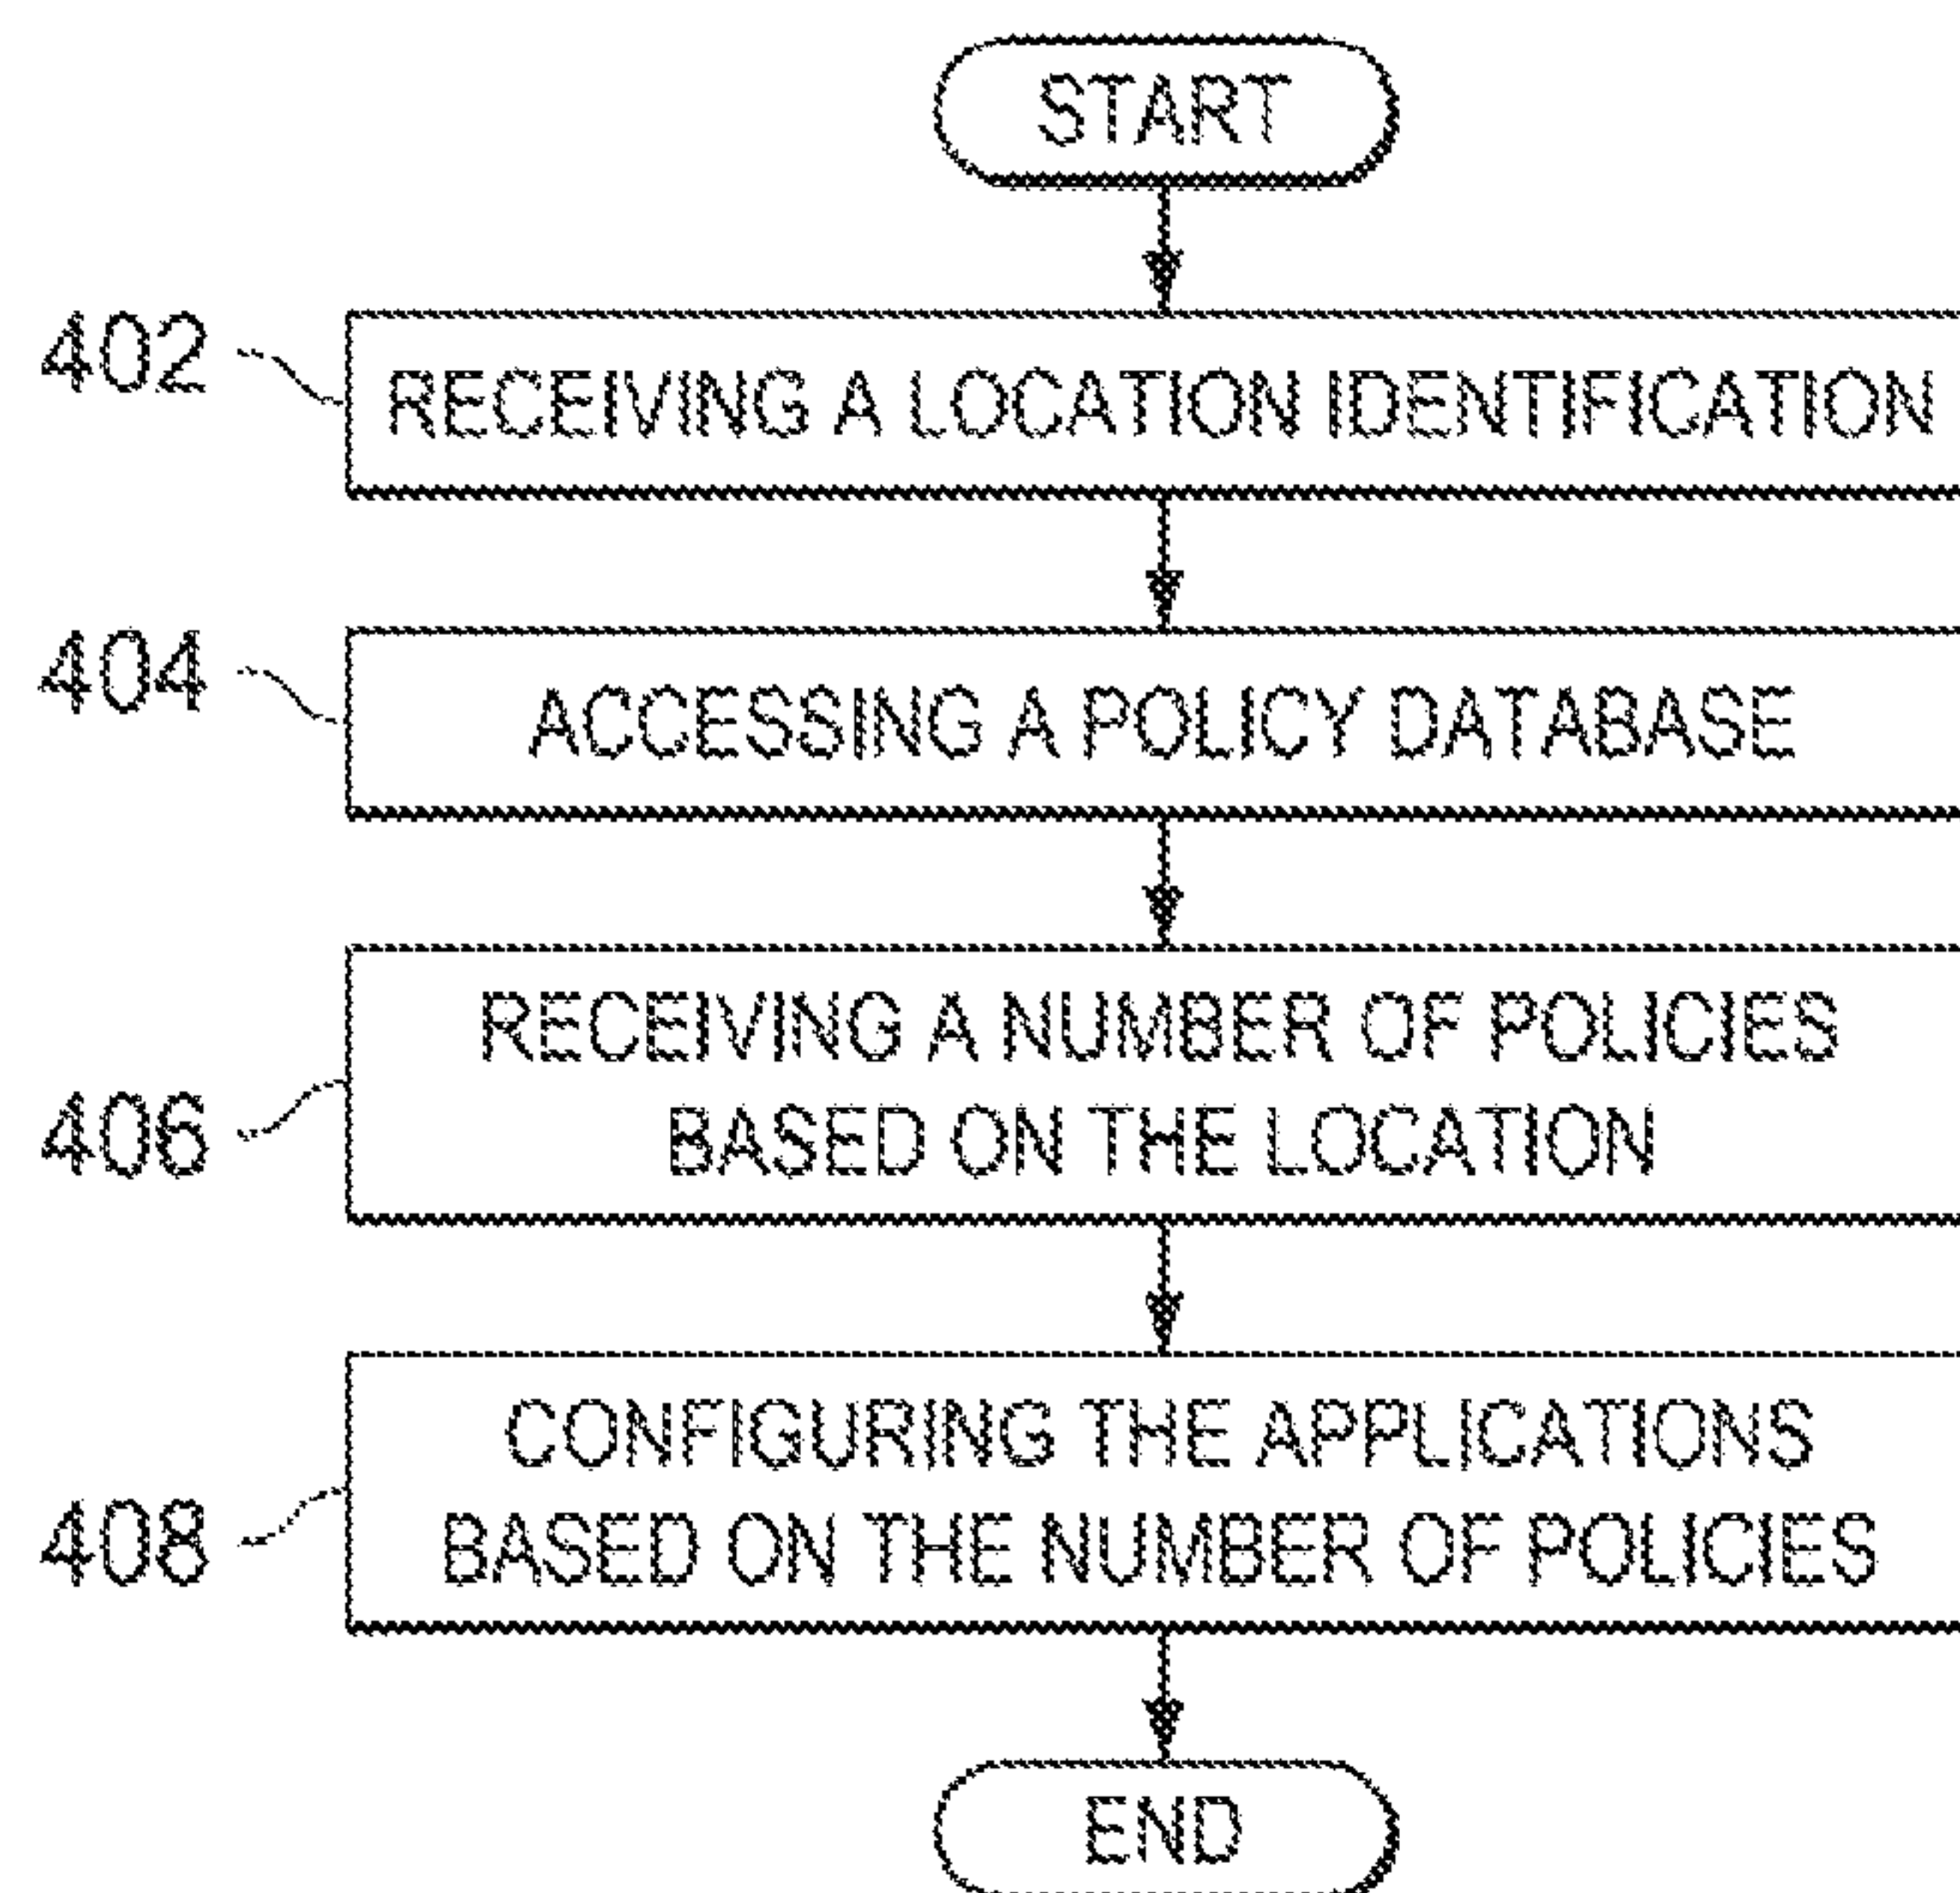 START
402
RECEIVING A LOCATION IDENTIFICATION
404
ACCESSING A POLICY DATABASE
406
RECEIVING A NUMBER OF POLICIES
BASED ON THE LOCATION
408
CONFIGURING THE APPLICATIONS
BASED ON THE NUMBER OF POLICIES
END